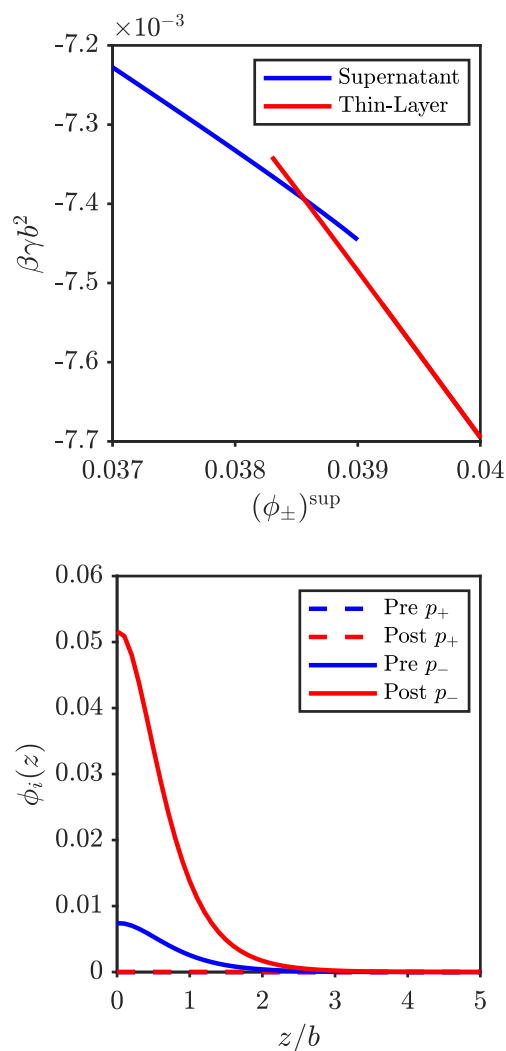 ×10⁻³
-7.2
-7.3
-7.4
-7.5
-7.6
-7.7
βγb²
Supernatant
Thin-Layer
0.037 0.038 0.039 0.04
(ϕ±)ˢᵘᵖ
0.06
0.05
0.04
0.03
0.02
0.01
0
ϕᵢ(z)
Pre p₊
Post p₊
Pre p₋
Post p₋
0 1 2 3 4 5
z/b